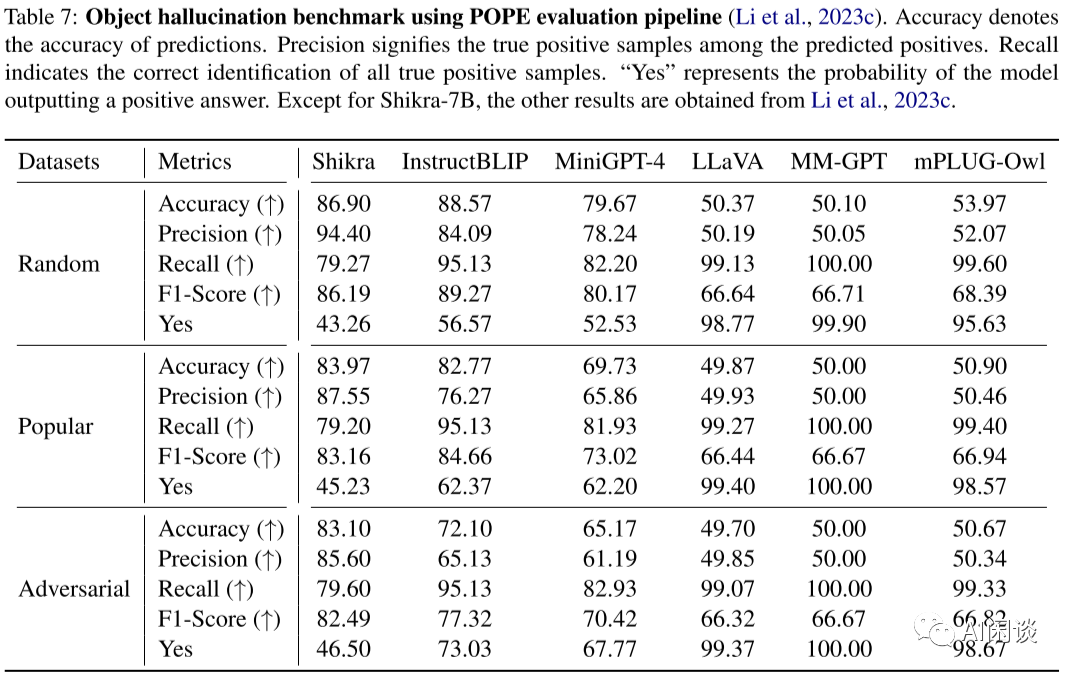 Table 7: Object hallucination benchmark using POPE evaluation pipeline (Li et al., 2023c). Accuracy denotes
the accuracy of predictions. Precision signifies the true positive samples among the predicted positives. Recall
indicates the correct identification of all true positive samples. “Yes” represents the probability of the model
outputting a positive answer. Except for Shikra-7B, the other results are obtained from Li et al., 2023c.
Datasets Metrics Shikra InstructBLIP MiniGPT-4 LLaVA MM-GPT mPLUG-Owl
Accuracy (↑) 86.90 88.57 79.67 50.37 50.10 53.97
Precision (↑) 94.40 84.09 78.24 50.19 50.05 52.07
Random Recall (↑) 79.27 95.13 82.20 99.13 100.00 99.60
F1-Score (↑) 86.19 89.27 80.17 66.64 66.71 68.39
Yes 43.26 56.57 52.53 98.77 99.90 95.63
Accuracy (↑) 83.97 82.77 69.73 49.87 50.00 50.90
Precision (↑) 87.55 76.27 65.86 49.93 50.00 50.46
Popular Recall (↑) 79.20 95.13 81.93 99.27 100.00 99.40
F1-Score (↑) 83.16 84.66 73.02 66.44 66.67 66.94
Yes 45.23 62.37 62.20 99.40 100.00 98.57
Accuracy (↑) 83.10 72.10 65.17 49.70 50.00 50.67
Precision (↑) 85.60 65.13 61.19 49.85 50.00 50.34
Adversarial Recall (↑) 79.60 95.13 82.93 99.07 100.00 99.33
F1-Score (↑) 82.49 77.32 70.42 66.32 66.67 66.82
Yes 46.50 73.03 67.77 99.37 100.00 98.67
AI闲谈